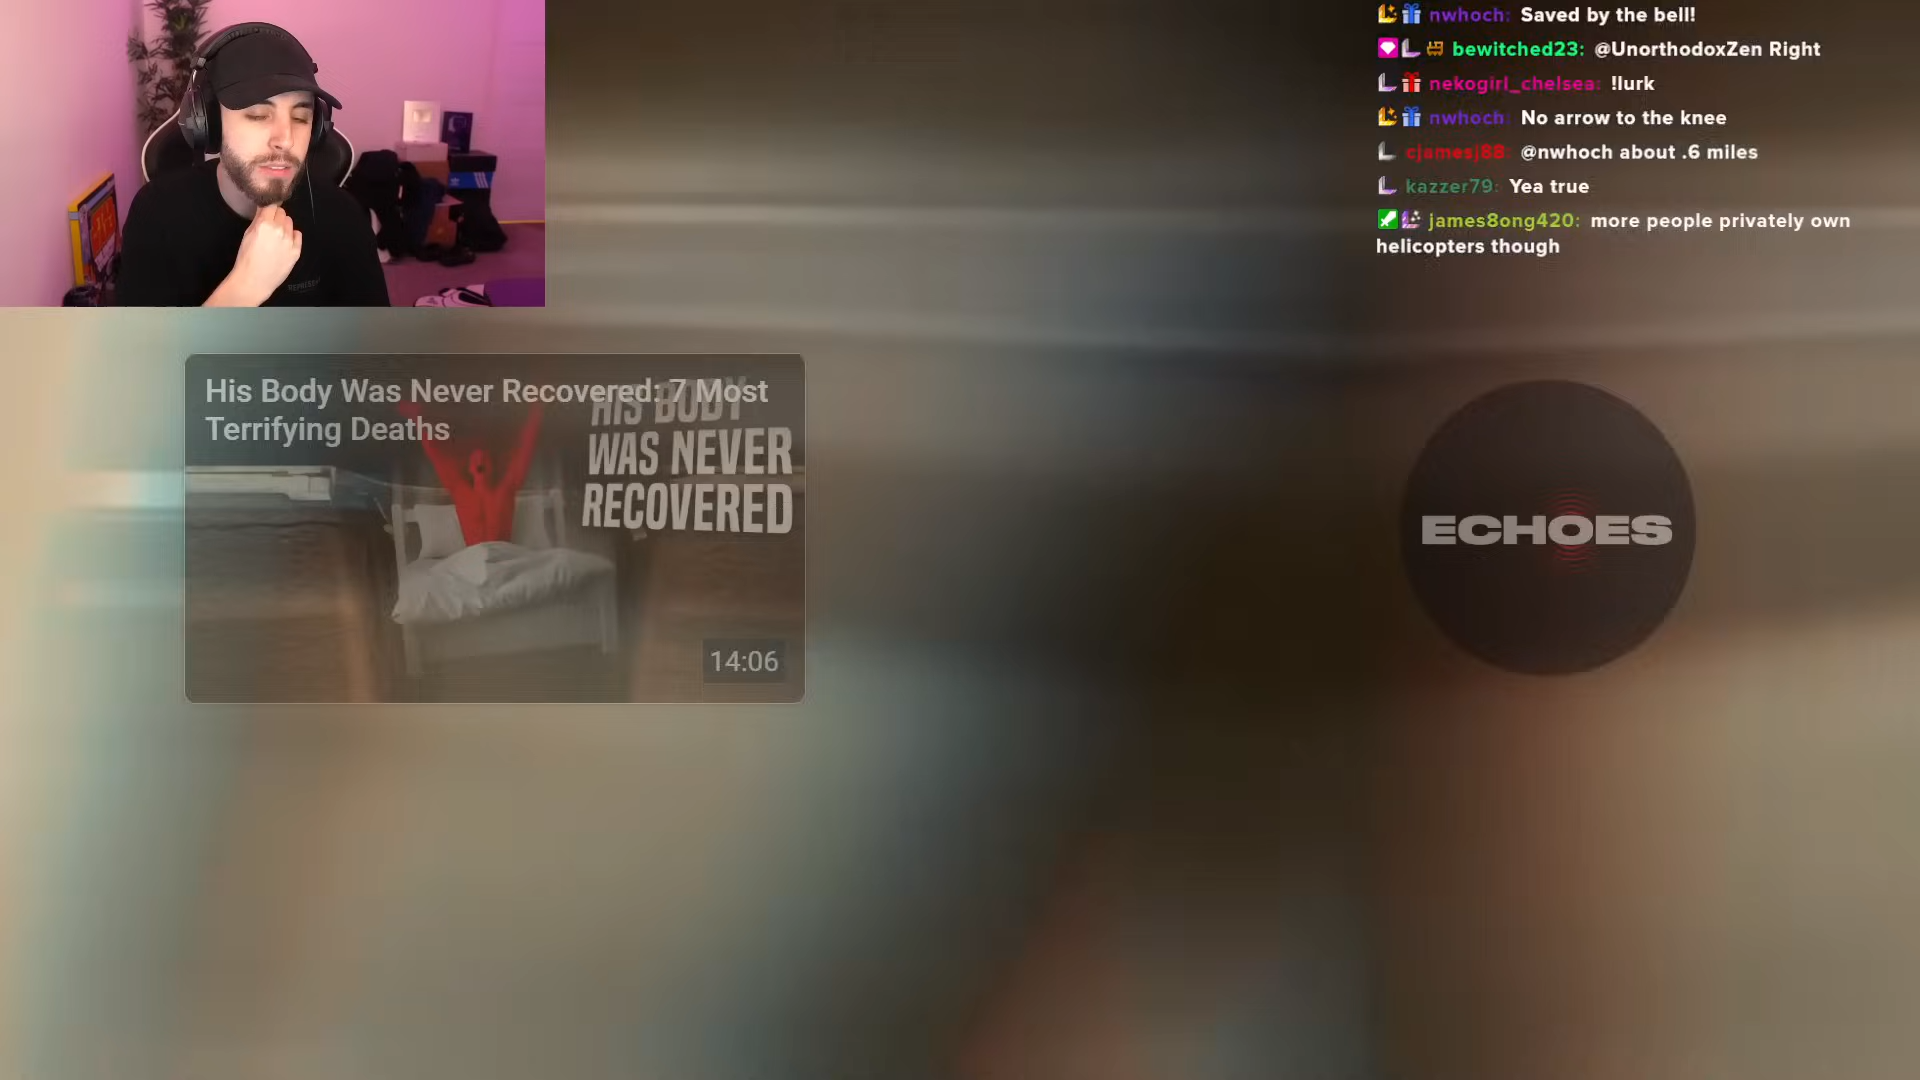 nwhoch: Saved by the bell!
bewitched23: @UnorthodoxZen Right
nekogirl_chelsea: !lurk
nwhoch: No arrow to the knee
cjamesj88: @nwhoch about .6 miles
kazzer79: Yea true
james8ong420: more people privately own
helicopters though
His Body Was Never Recovered: 7 Most
Terrifying Deaths
HIS BODY
WAS NEVER
RECOVERED
14:06
ECHOES